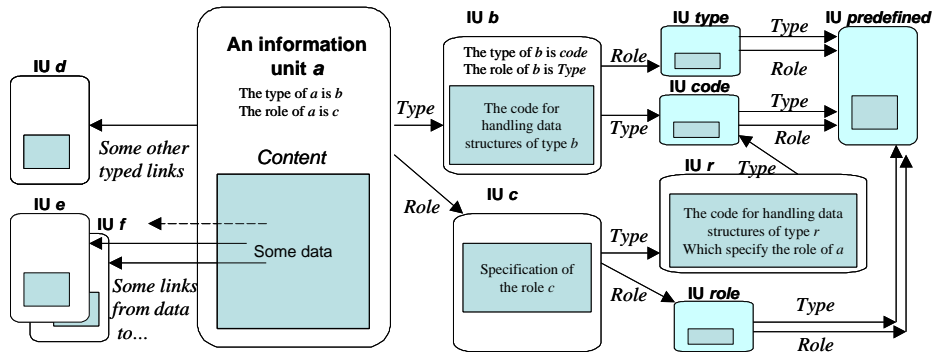 IU d
Some other
typed links
IU e
IU f
Some links
from data
to…
An information
unit a
The type of a is b
The role of a is c
Content
Some data
Type
Role
IU b
The type of b is code
The role of b is Type
The code for
handling data
structures of type b
IU c
Specification of
the role c
Role
Type
Type
Role
IU type
IU code
IU r
The code for handling data
structures of type r
Which specify the role of a
IU role
Type
Role
Type
Role
Type
Type
Role
IU predefined